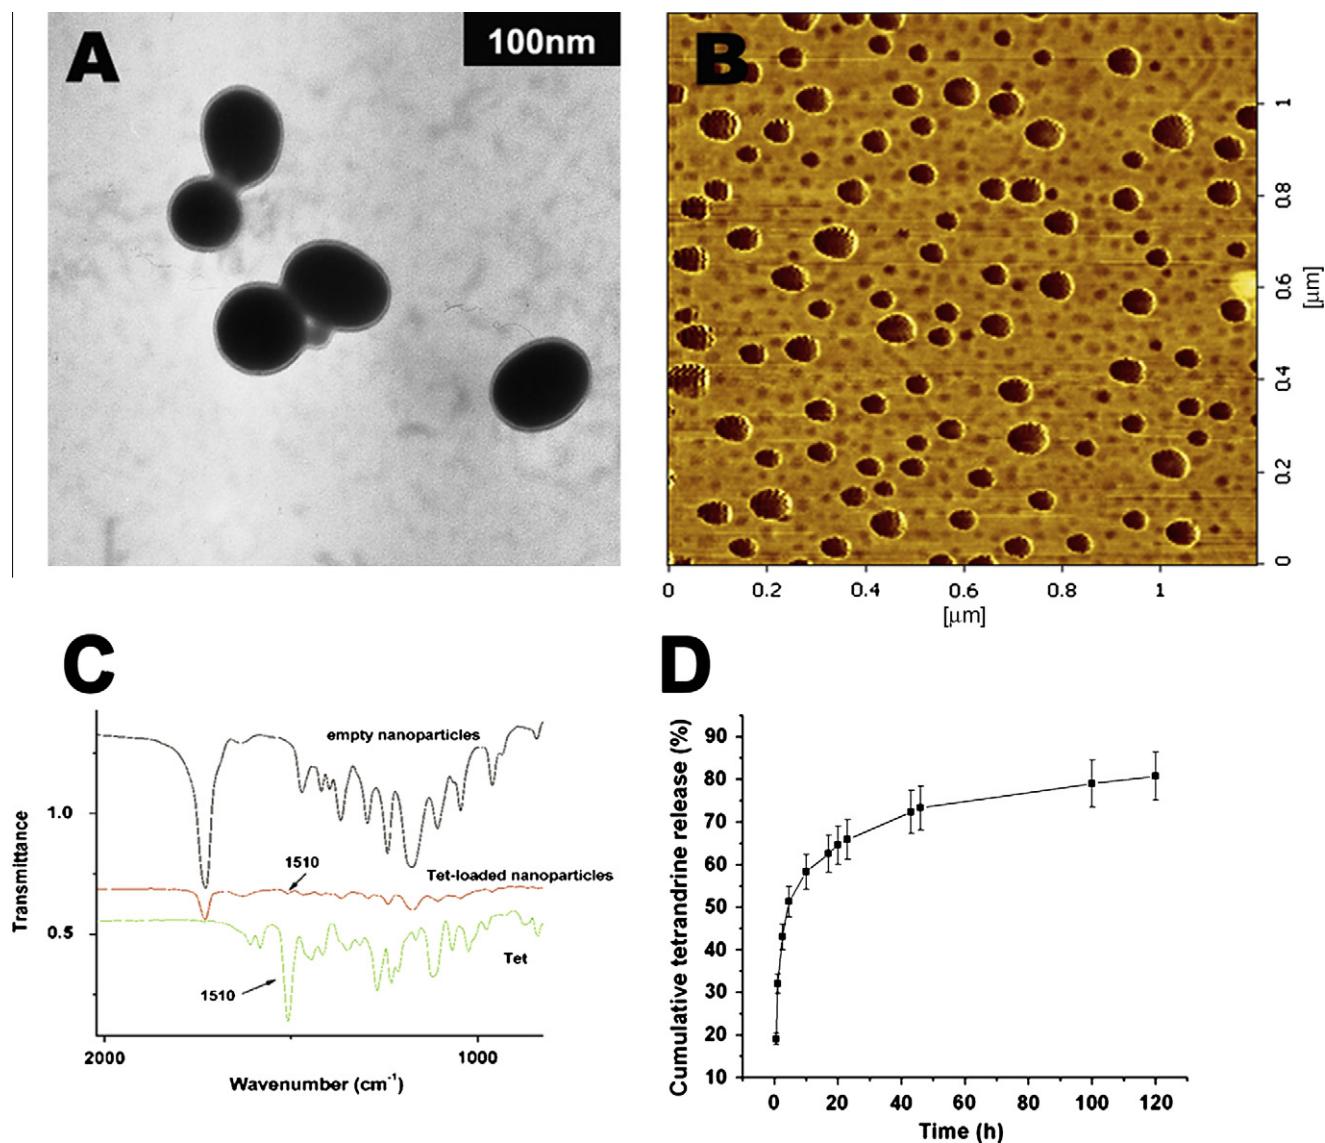 A
100nm
B
1
0.8
0.6
0.4
0.2
0
[μm]
0 0.2 0.4 0.6 0.8 1
[μm]
C
empty nanoparticles
1510
Tet-loaded nanoparticles
Tet
1510
1.0
0.5
Transmittance
2000 1000
Wavenumber (cm⁻¹)
D
90
80
70
60
50
40
30
20
10
Cumulative tetrandrine release (%)
0 20 40 60 80 100 120
Time (h)